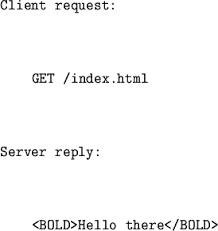 Client request:
GET /index.html
Server reply:
<BOLD>Hello there</BOLD>